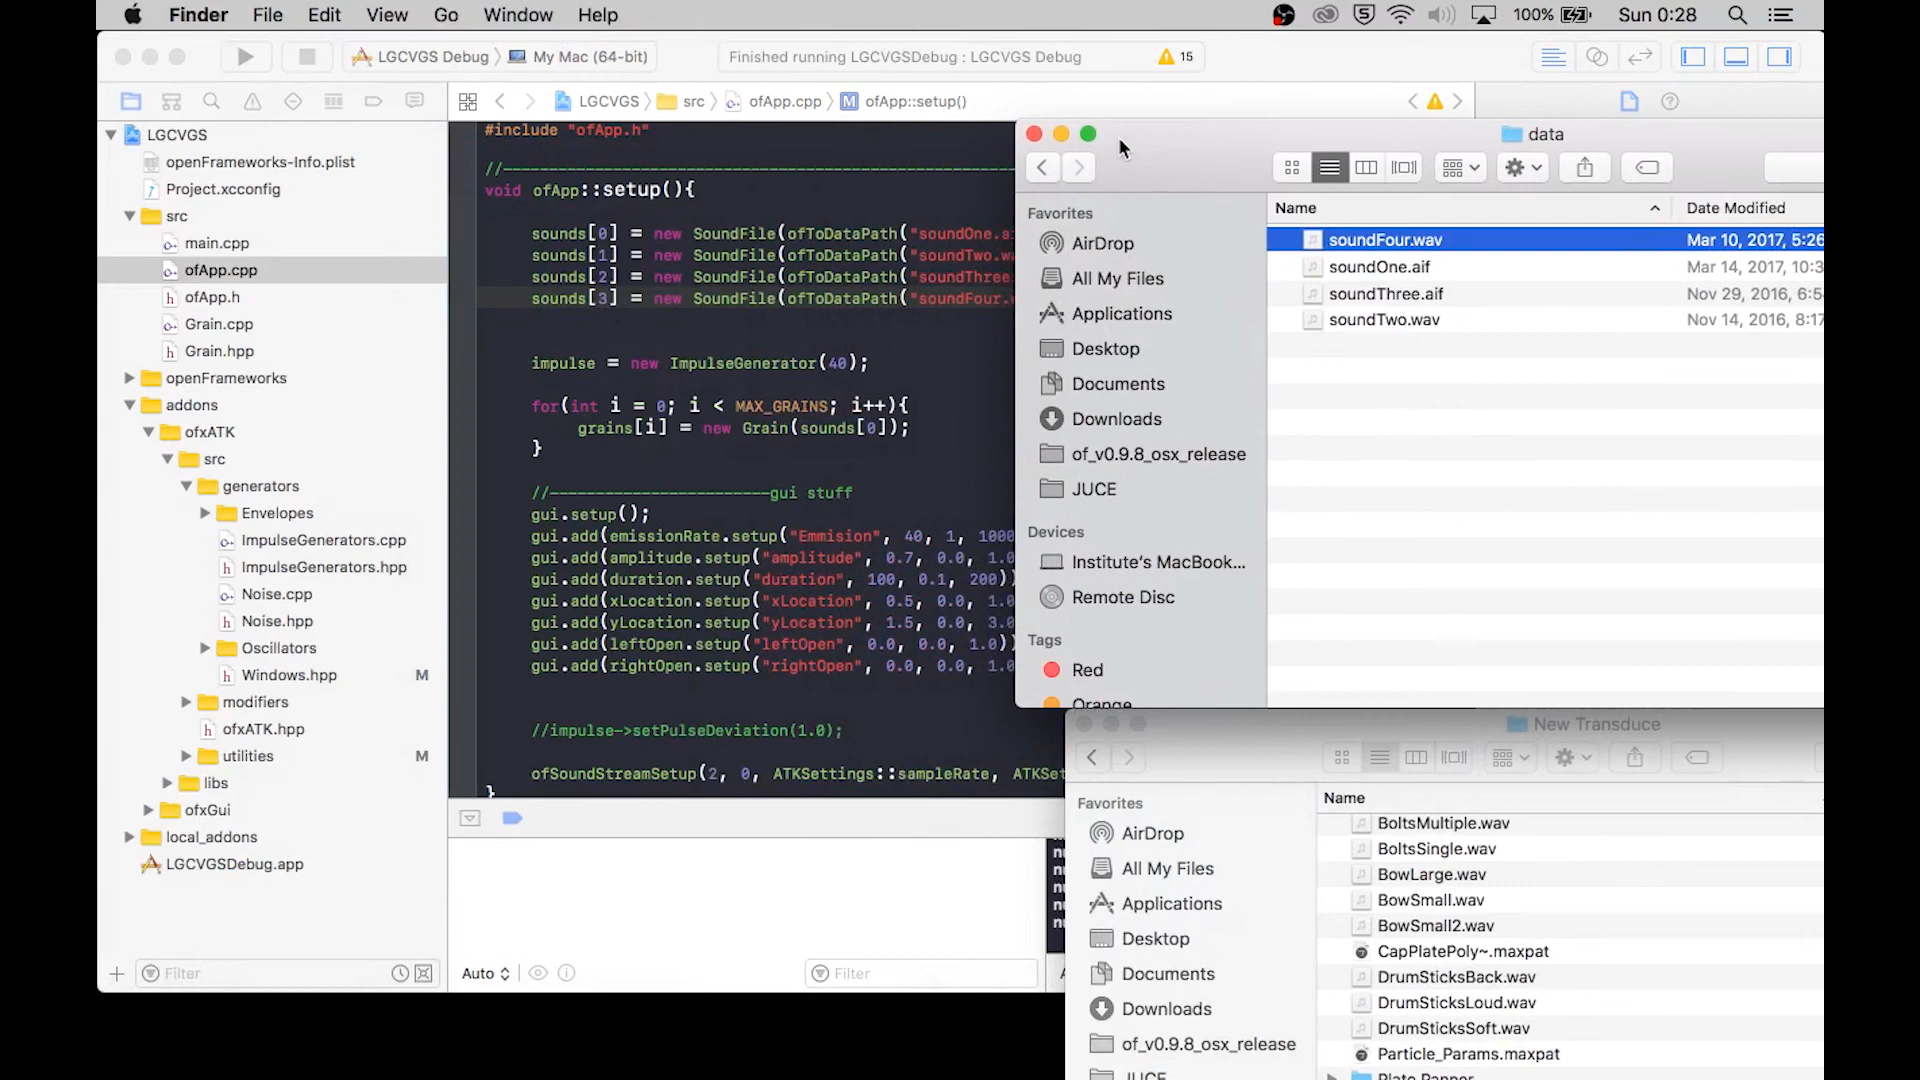 Finder File Edit View Go Window Help 100% Sun 0:28
LGCVGS Debug My Mac (64-bit) Finished running LGCVGSDebug : LGCVGS Debug 15
LGCVGS src ofApp.cpp M ofApp::setup()
LGCVGS
openFrameworks-Info.plist
Project.xcconfig
src
main.cpp
ofApp.cpp
ofApp.h
Grain.cpp
Grain.hpp
openFrameworks
addons
ofxATK
src
generators
Envelopes
ImpulseGenerators.cpp
ImpulseGenerators.hpp
Noise.cpp
Noise.hpp
Oscillators
Windows.hpp M
modifiers
ofxATK.hpp
utilities M
libs
ofxGui
local_addons
LGCVGSDebug.app
Filter
#include "ofApp.h"
void ofApp::setup(){
sounds[0] = new SoundFile(ofToDataPath("soundOne.a
sounds[1] = new SoundFile(ofToDataPath("soundTwo.w
sounds[2] = new SoundFile(ofToDataPath("soundThree
sounds[3] = new SoundFile(ofToDataPath("soundFour.
impulse = new ImpulseGenerator(40);
for(int i = 0; i < MAX_GRAINS; i++){
grains[i] = new Grain(sounds[0]);
}
//------------------------gui stuff
gui.setup();
gui.add(emissionRate.setup("Emmision", 40, 1, 1000
gui.add(amplitude.setup("amplitude", 0.7, 0.0, 1.0
gui.add(duration.setup("duration", 100, 0.1, 200))
gui.add(xLocation.setup("xLocation", 0.5, 0.0, 1.0
gui.add(yLocation.setup("yLocation", 1.5, 0.0, 3.0
gui.add(leftOpen.setup("leftOpen", 0.0, 0.0, 1.0))
gui.add(rightOpen.setup("rightOpen", 0.0, 0.0, 1.0
//impulse->setPulseDeviation(1.0);
ofSoundStreamSetup(2, 0, ATKSettings::sampleRate, ATKSet
}
Auto Filter
data
Favorites
AirDrop
All My Files
Applications
Desktop
Documents
Downloads
of_v0.9.8_osx_release
JUCE
Devices
Institute's MacBook...
Remote Disc
Tags
Red
Orange
Name Date Modified
soundFour.wav Mar 10, 2017, 5:26
soundOne.aif Mar 14, 2017, 10:3
soundThree.aif Nov 29, 2016, 6:5
soundTwo.wav Nov 14, 2016, 8:17
New Transduce
Favorites
AirDrop
All My Files
Applications
Desktop
Documents
Downloads
of_v0.9.8_osx_release
JUCE
Name
BoltsMultiple.wav
BoltsSingle.wav
BowLarge.wav
BowSmall.wav
BowSmall2.wav
CapPlatePoly~.maxpat
DrumSticksBack.wav
DrumSticksLoud.wav
DrumSticksSoft.wav
Particle_Params.maxpat
Plate Panner